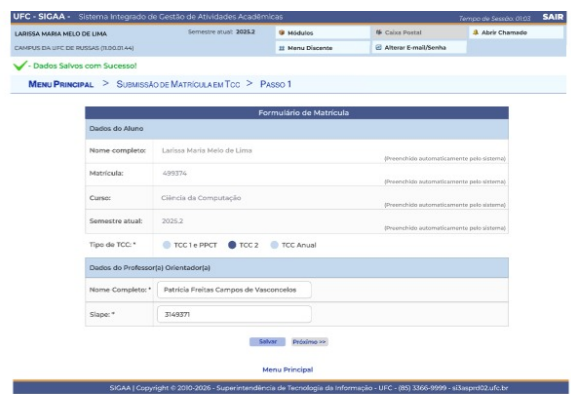 UFC - SIGAA - Sistema Integrado de Gestão de Atividades Acadêmicas
Tempo de Sessão: 01:03 SAIR
LARISSA MARIA MELO DE LIMA
Semestre atual: 2025.2
Módulos
Caixa Postal
Abrir Chamado
CAMPUS DA UFC DE RUSSAS (11.00.01.44)
Menu Discente
Alterar E-mail/Senha
- Dados Salvos com Sucesso!
MENU PRINCIPAL > SUBMISSÃO DE MATRÍCULA EM TCC > PASSO 1
Formulário de Matrícula
Dados do Aluno
Nome completo: Larissa Maria Melo de Lima
(Preenchido automaticamente pelo sistema)
Matrícula: 499374
(Preenchido automaticamente pelo sistema)
Curso: Ciência da Computação
(Preenchido automaticamente pelo sistema)
Semestre atual: 2025.2
(Preenchido automaticamente pelo sistema)
Tipo de TCC: * TCC 1 e PPCT TCC 2 TCC Anual
Dados do Professor(a) Orientador(a)
Nome Completo: * Patrícia Freitas Campos de Vasconcelos
Siape: * 3149371
Salvar Próximo >>
Menu Principal
SIGAA | Copyright © 2010-2026 - Superintendência de Tecnologia da Informação - UFC - (85) 3366-9999 - si3asprd02.ufc.br